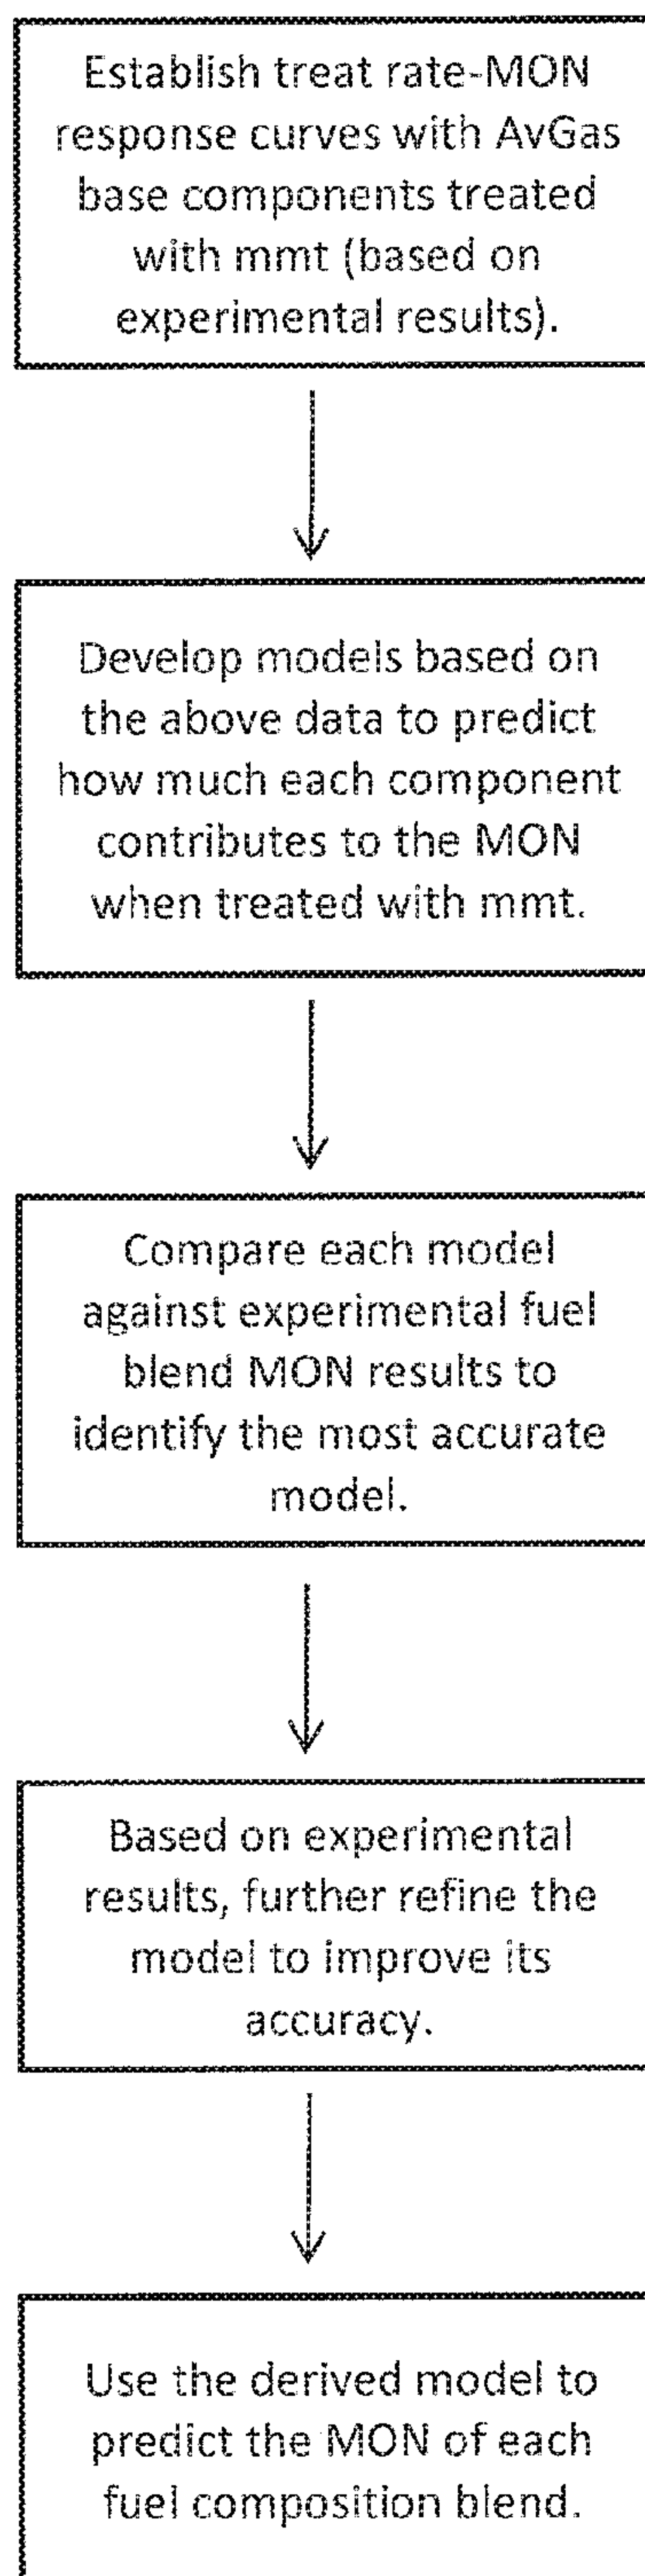 Establish treat rate-MON
response curves with AvGas
base components treated
with mmt (based on
experimental results).
Develop models based on
the above data to predict
how much each component
contributes to the MON
when treated with mmt.
Compare each model
against experimental fuel
blend MON results to
identify the most accurate
model.
Based on experimental
results, further refine the
model to improve its
accuracy.
Use the derived model to
predict the MON of each
fuel composition blend.